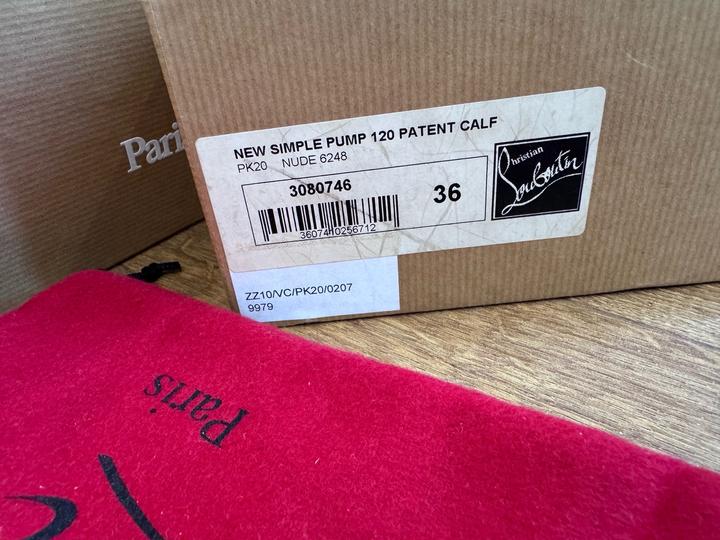 Pari
NEW SIMPLE PUMP 120 PATENT CALF
PK20 NUDE 6248
3080746
36
3607410256712
Christian
Louboutin
ZZ10/VC/PK20/0207
9979
Paris